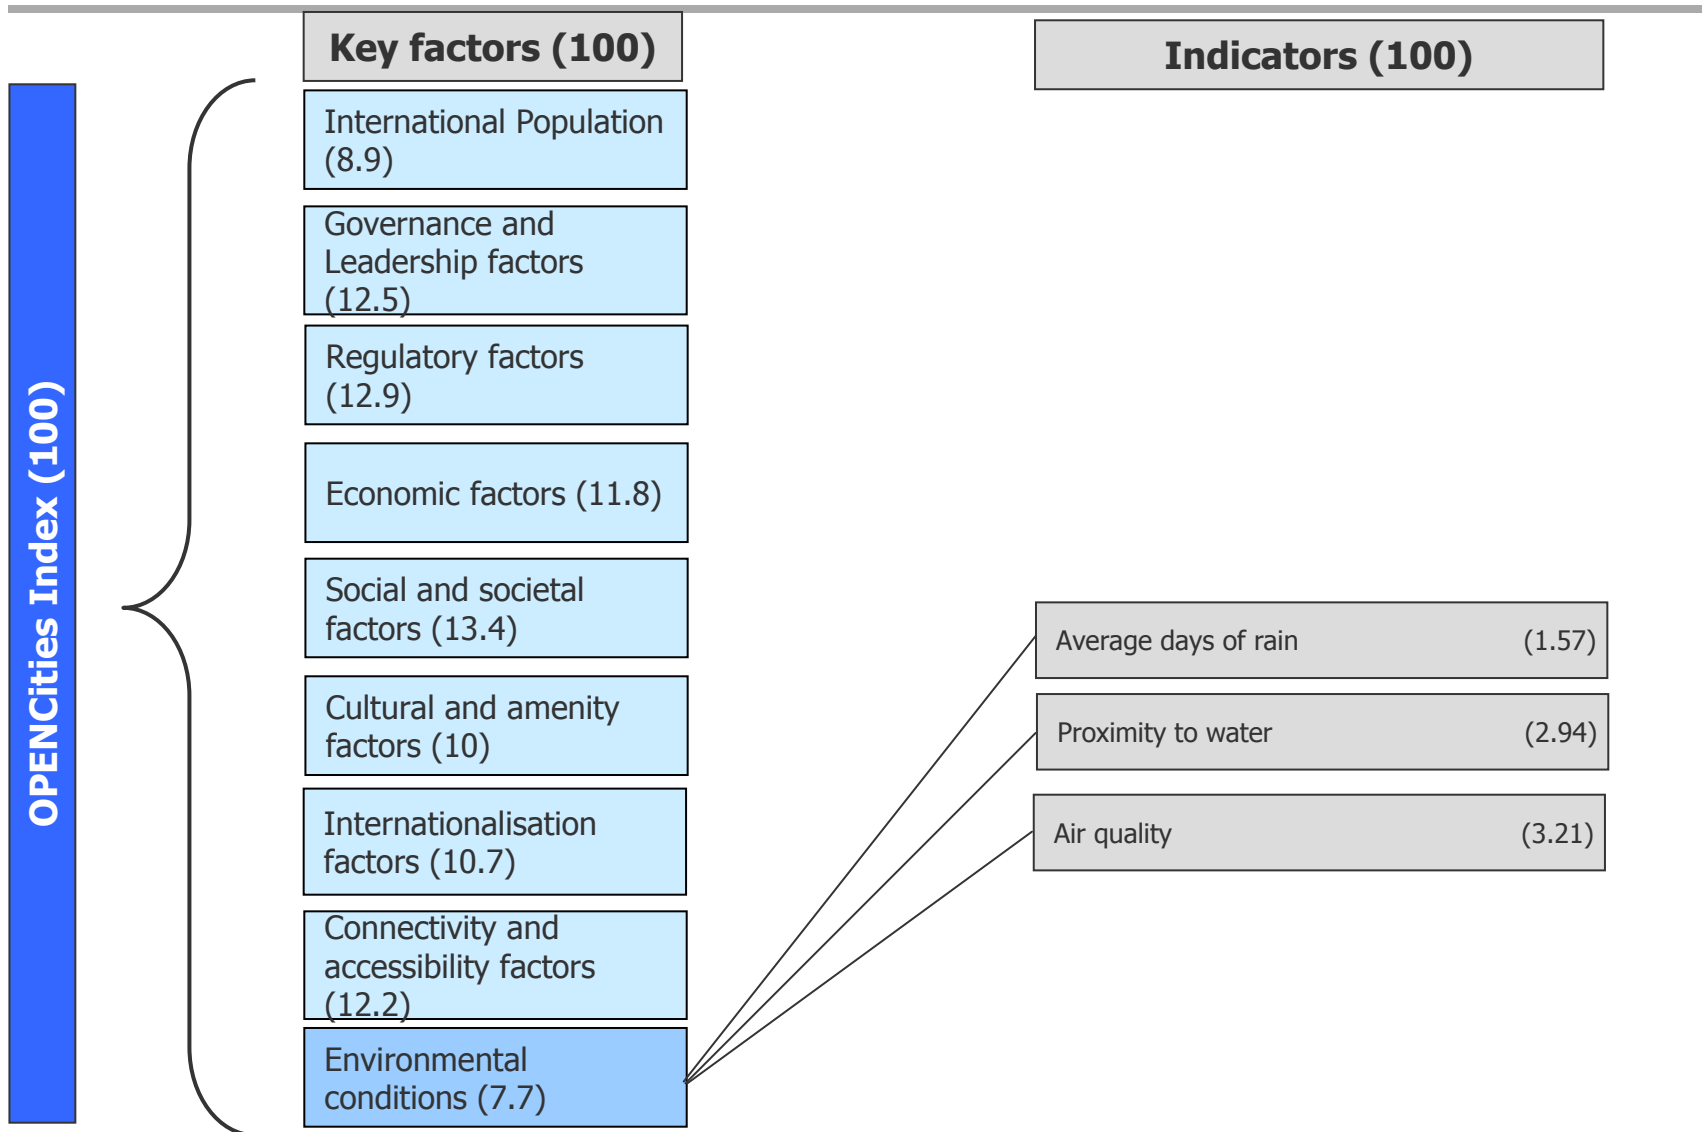 Key factors (100)
Indicators (100)
OPENCities Index (100)
International Population
(8.9)
Governance and
Leadership factors
(12.5)
Regulatory factors
(12.9)
Economic factors (11.8)
Social and societal
factors (13.4)
Cultural and amenity
factors (10)
Internationalisation
factors (10.7)
Connectivity and
accessibility factors
(12.2)
Environmental
conditions (7.7)
Average days of rain (1.57)
Proximity to water (2.94)
Air quality (3.21)